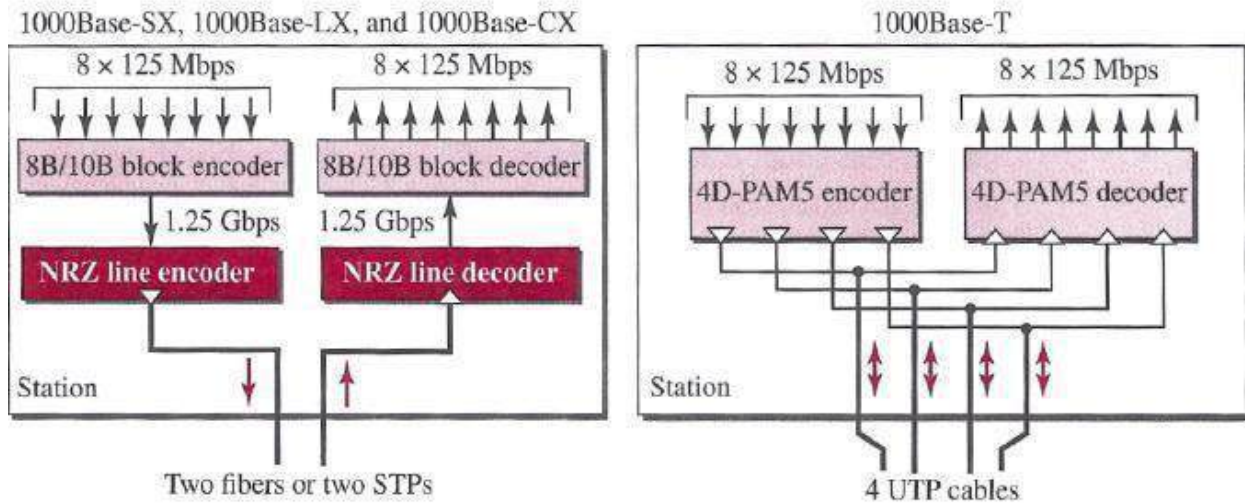 1000Base-SX, 1000Base-LX, and 1000Base-CX
8 × 125 Mbps
8 × 125 Mbps
8B/10B block encoder
8B/10B block decoder
1.25 Gbps
1.25 Gbps
NRZ line encoder
NRZ line decoder
Station
Two fibers or two STPs
1000Base-T
8 × 125 Mbps
8 × 125 Mbps
4D-PAM5 encoder
4D-PAM5 decoder
Station
4 UTP cables